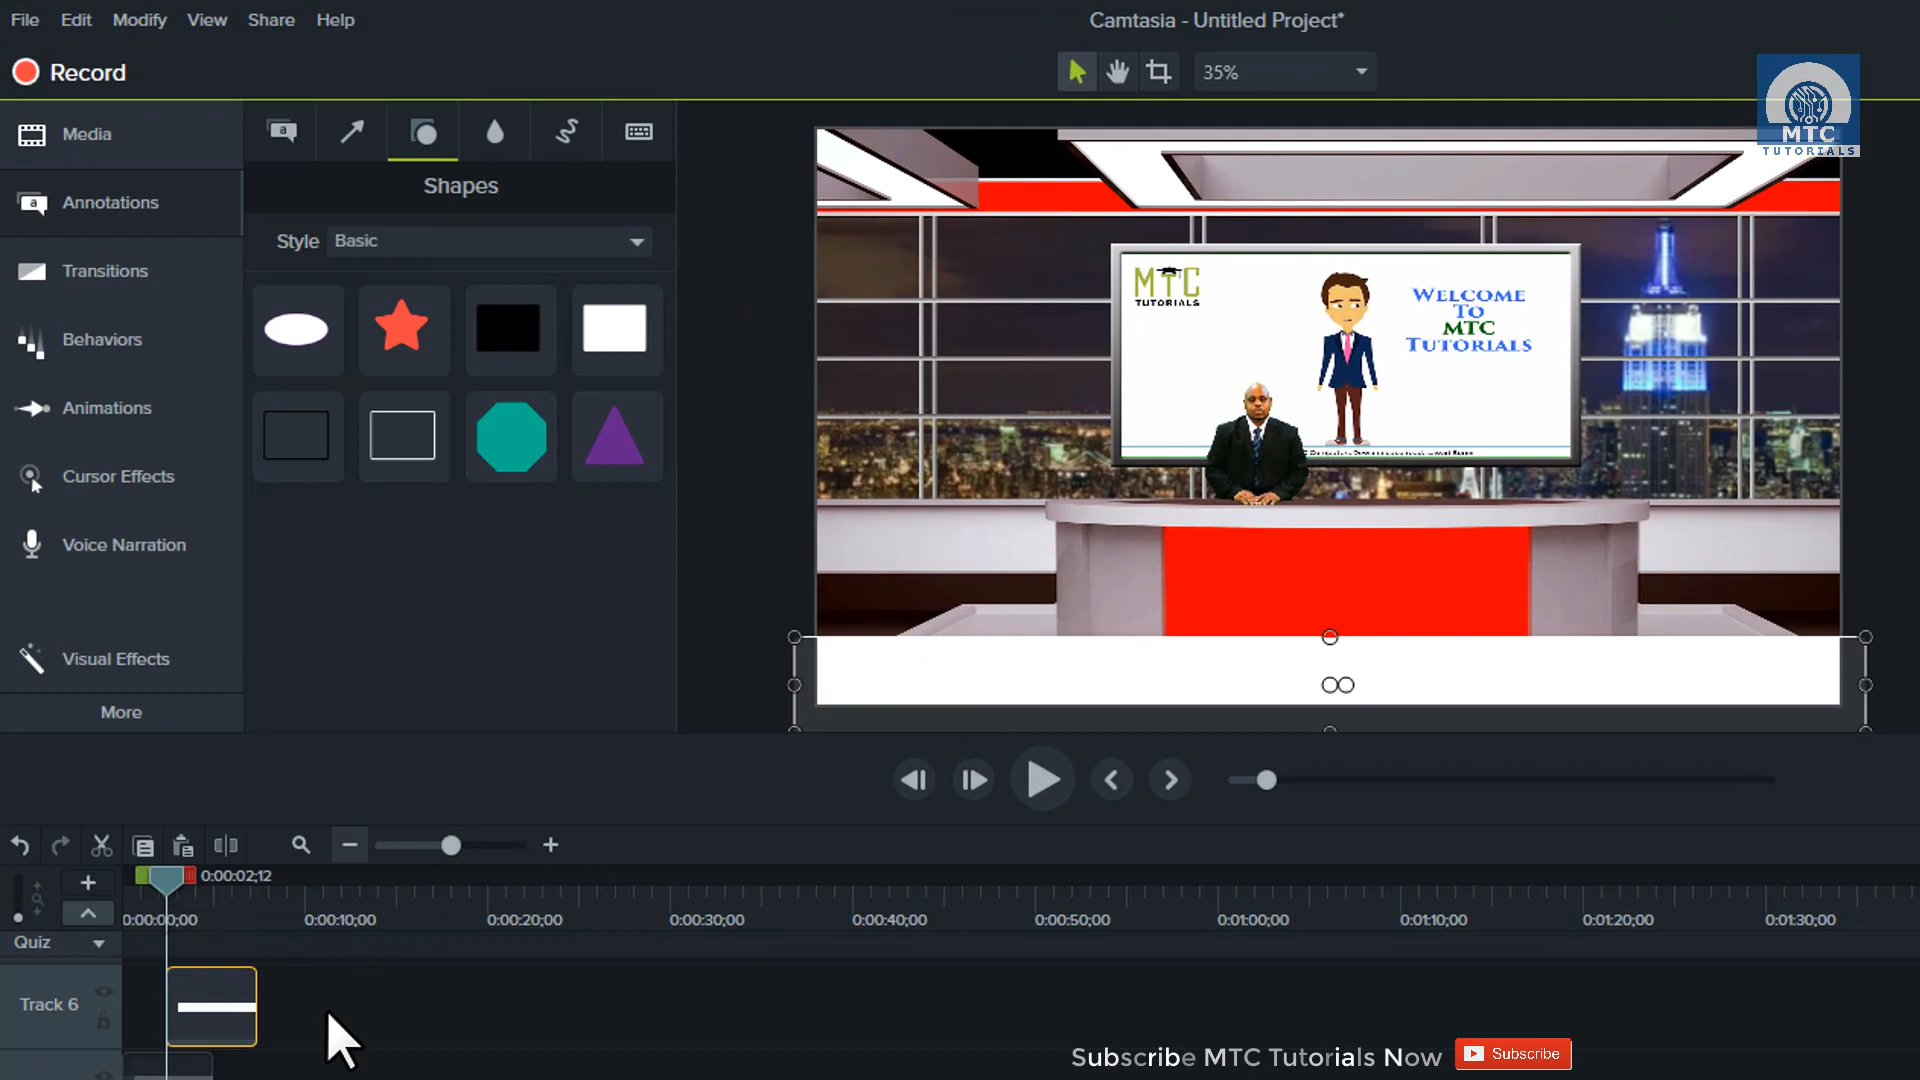 File Edit Modify View Share Help
Camtasia - Untitled Project*
Record
35%
MTC
TUTORIALS
Media
a
Annotations
a
Shapes
Transitions
Style Basic
Behaviors
Animations
Cursor Effects
Voice Narration
Visual Effects
More
MTC
TUTORIALS
WELCOME
TO
MTC
TUTORIALS
0:00:02;12
0:00:00;00 0:00:10;00 0:00:20;00 0:00:30;00 0:00:40;00 0:00:50;00 0:01:00;00 0:01:10;00 0:01:20;00 0:01:30;00
Quiz
Track 6
Subscribe MTC Tutorials Now Subscribe